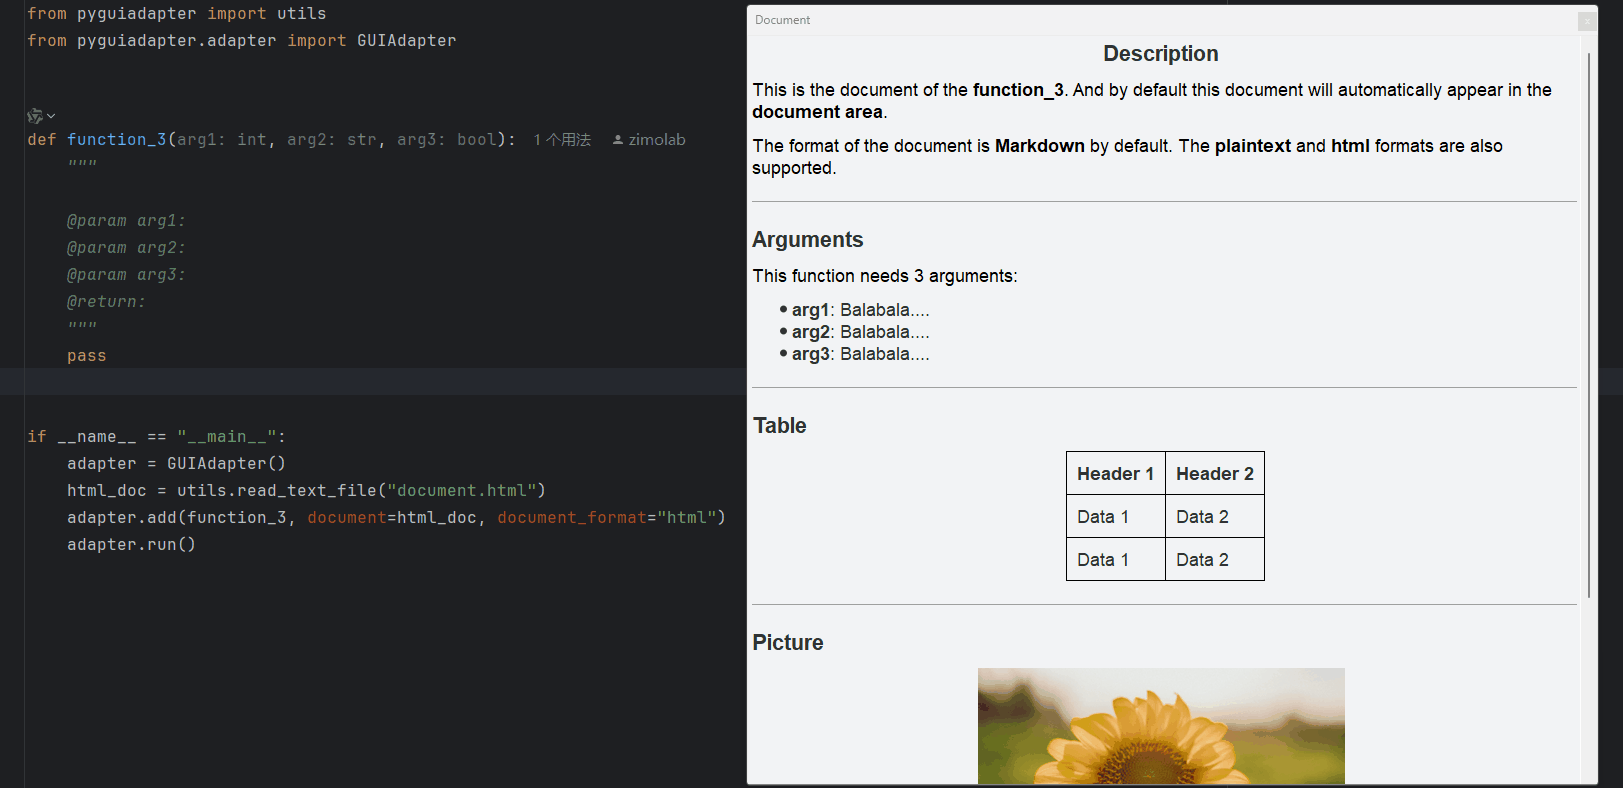 from pyguiadapter import utils
from pyguiadapter.adapter import GUIAdapter
def function_3(arg1: int, arg2: str, arg3: bool): 1 个用法 zimolab
"""
@param arg1:
@param arg2:
@param arg3:
@return:
"""
pass
if __name__ == "__main__":
adapter = GUIAdapter()
html_doc = utils.read_text_file("document.html")
adapter.add(function_3, document=html_doc, document_format="html")
adapter.run()
Document
Description
This is the document of the function_3. And by default this document will automatically appear in the
document area.
The format of the document is Markdown by default. The plaintext and html formats are also
supported.
Arguments
This function needs 3 arguments:
• arg1: Balabala....
• arg2: Balabala....
• arg3: Balabala....
Table
Header 1 Header 2
Data 1 Data 2
Data 1 Data 2
Picture